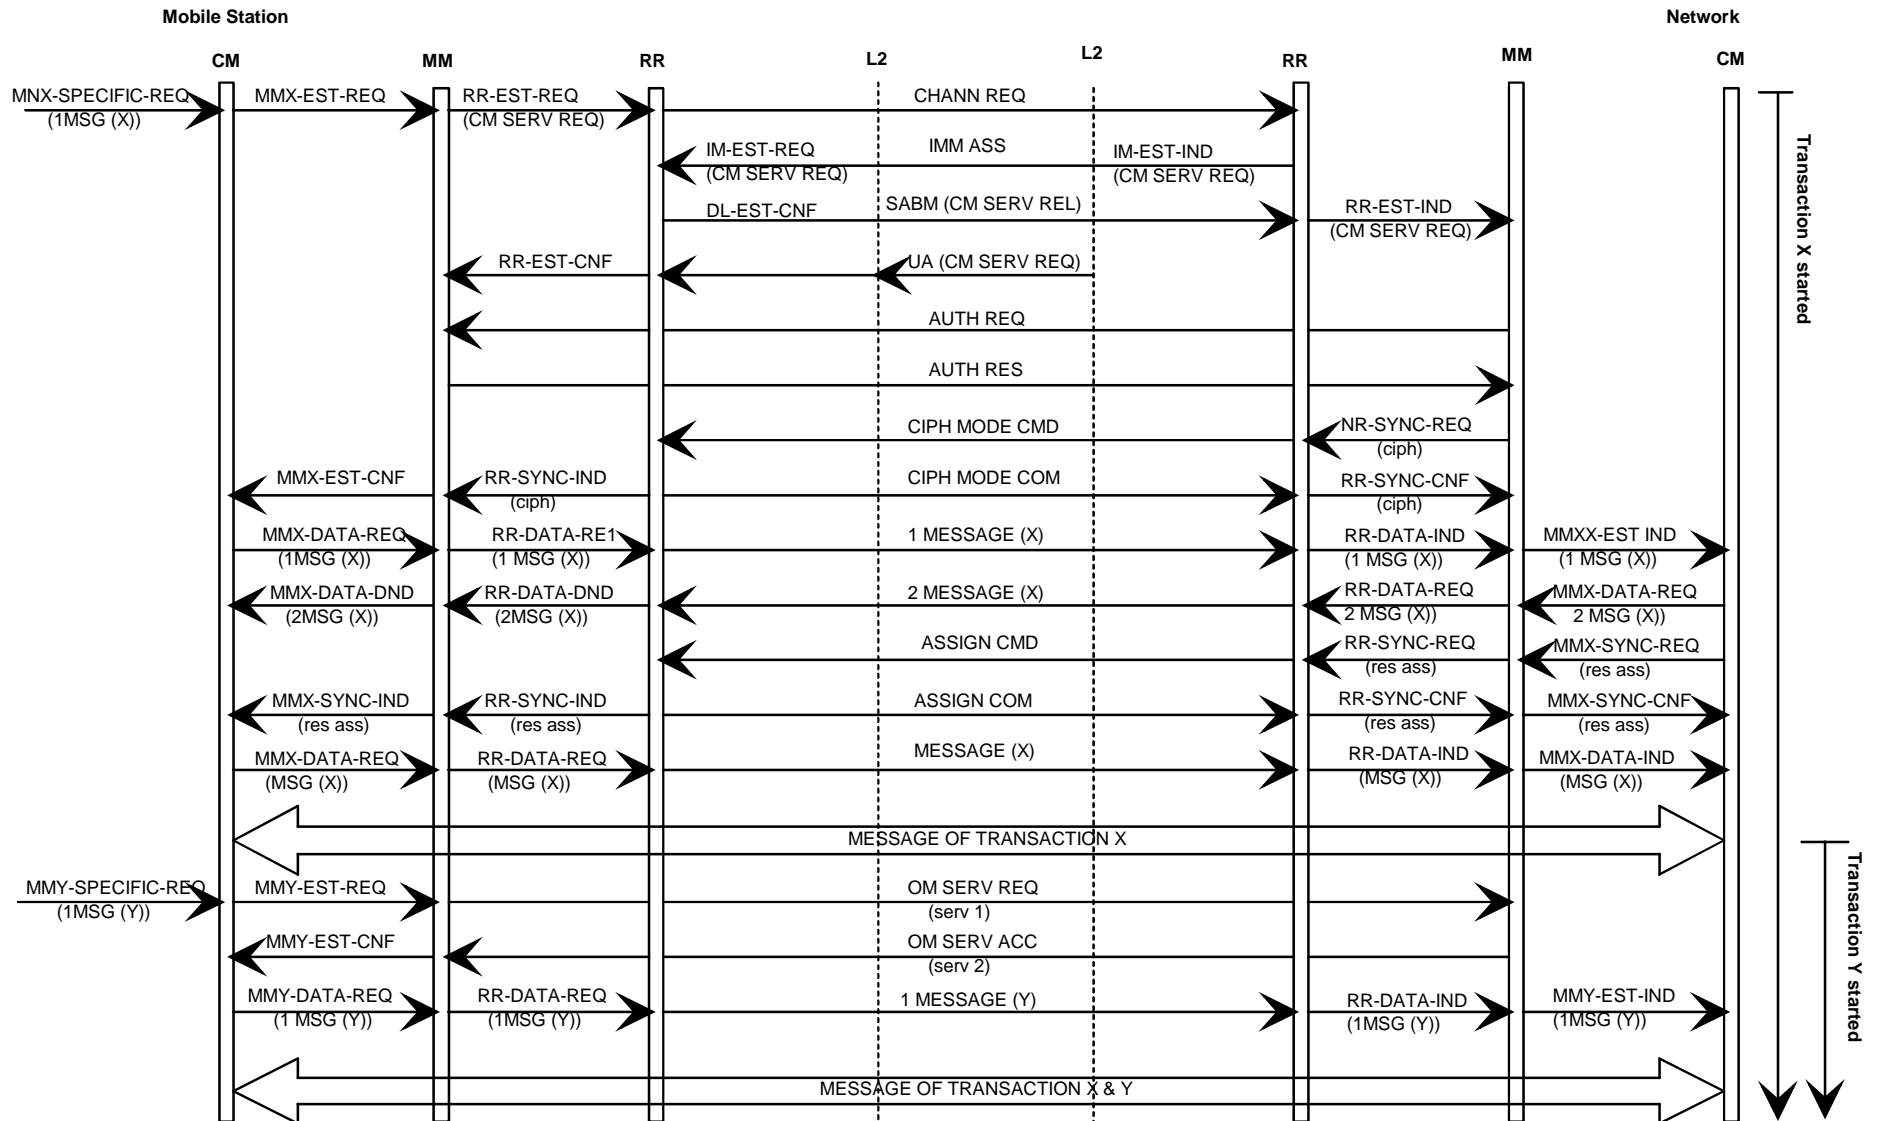 Mobile Station
Network
CM
MM
RR
L2
L2
RR
MM
CM
MNX-SPECIFIC-REQ
(1MSG (X))
MMX-EST-REQ
RR-EST-REQ
(CM SERV REQ)
CHANN REQ
IM-EST-REQ
(CM SERV REQ)
IMM ASS
IM-EST-IND
(CM SERV REQ)
DL-EST-CNF
SABM (CM SERV REL)
RR-EST-IND
(CM SERV REQ)
RR-EST-CNF
UA (CM SERV REQ)
AUTH REQ
AUTH RES
CIPH MODE CMD
NR-SYNC-REQ
(ciph)
MMX-EST-CNF
RR-SYNC-IND
(ciph)
CIPH MODE COM
RR-SYNC-CNF
(ciph)
MMX-DATA-REQ
(1MSG (X))
RR-DATA-RE1
(1 MSG (X))
1 MESSAGE (X)
RR-DATA-IND
(1 MSG (X))
MMXX-EST IND
(1 MSG (X))
MMX-DATA-DND
(2MSG (X))
RR-DATA-DND
(2MSG (X))
2 MESSAGE (X)
RR-DATA-REQ
2 MSG (X))
MMX-DATA-REQ
2 MSG (X))
ASSIGN CMD
RR-SYNC-REQ
(res ass)
MMX-SYNC-REQ
(res ass)
MMX-SYNC-IND
(res ass)
RR-SYNC-IND
(res ass)
ASSIGN COM
RR-SYNC-CNF
(res ass)
MMX-SYNC-CNF
(res ass)
MMX-DATA-REQ
(MSG (X))
RR-DATA-REQ
(MSG (X))
MESSAGE (X)
RR-DATA-IND
(MSG (X))
MMX-DATA-IND
(MSG (X))
MESSAGE OF TRANSACTION X
MMY-SPECIFIC-REQ
(1MSG (Y))
MMY-EST-REQ
OM SERV REQ
(serv 1)
MMY-EST-CNF
OM SERV ACC
(serv 2)
MMY-DATA-REQ
(1 MSG (Y))
RR-DATA-REQ
(1MSG (Y))
1 MESSAGE (Y)
RR-DATA-IND
(1MSG (Y))
MMY-EST-IND
(1MSG (Y))
MESSAGE OF TRANSACTION X & Y
Transaction X started
Transaction Y started